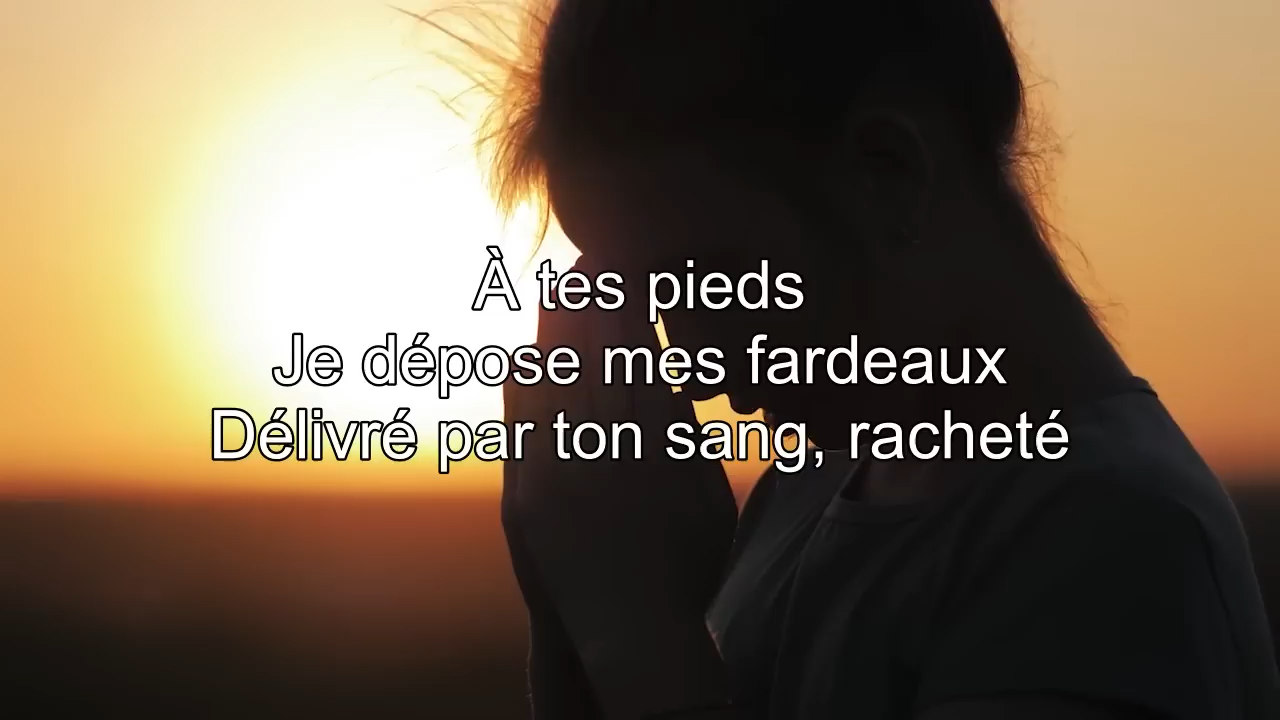 À tes pieds
Je dépose mes fardeaux
Délivré par ton sang, racheté